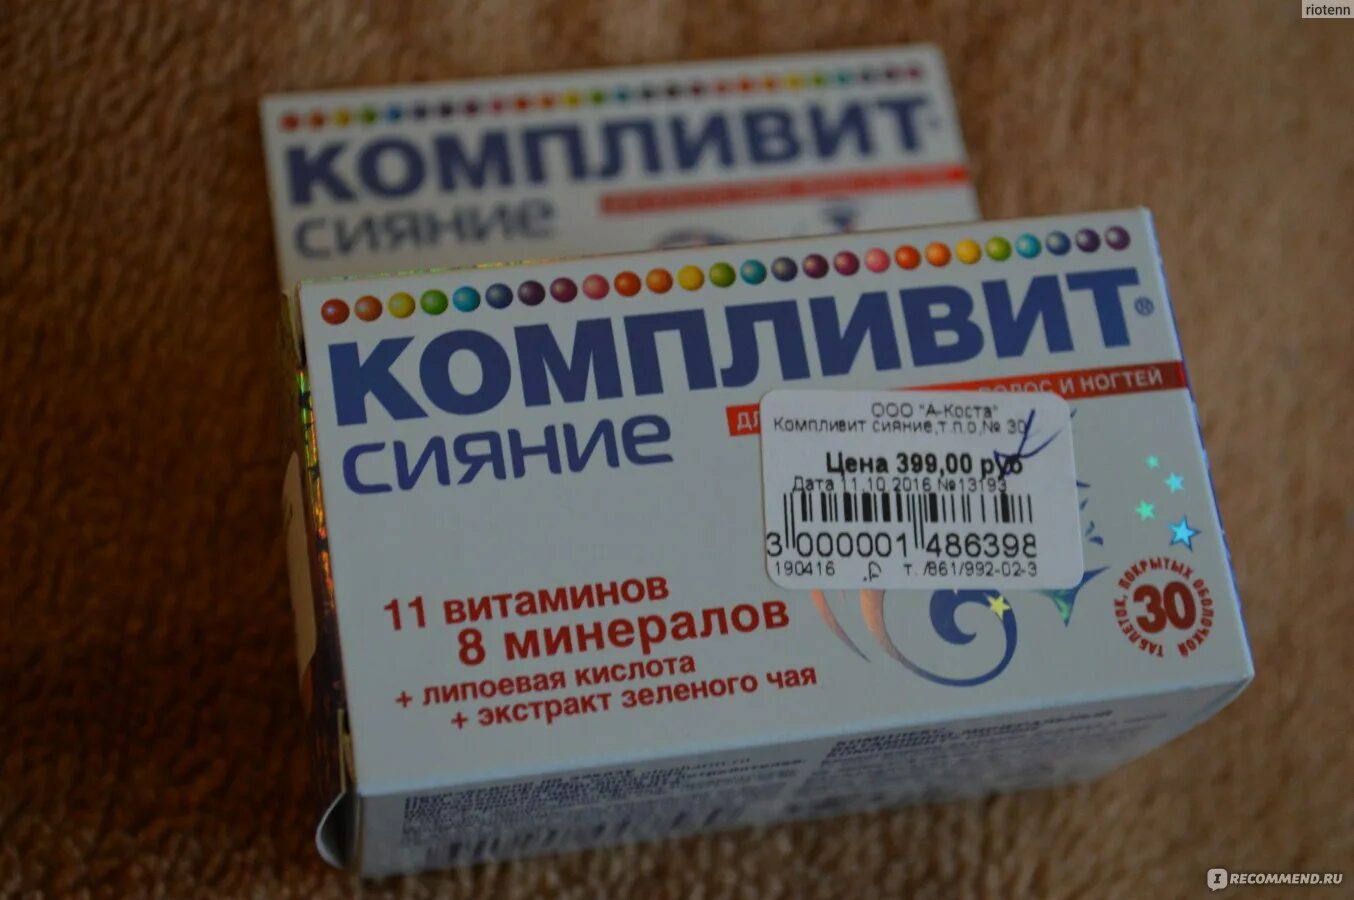 riotenn
КОМПЛИВИТ
СИЯНИЕ
КОМПЛИВИТ®
СИЯНИЕ
ВОЛОС И НОГТЕЙ
ООО "А-Коста"
Компливит сияние,т.п.о,№ 30
Цена 399,00 руб
Дата 11.10.2016 №13193
3 000001 486398
190416 т. /861/992-02-3
11 ВИТАМИНОВ
8 МИНЕРАЛОВ
+ ЛИПОЕВАЯ КИСЛОТА
+ ЭКСТРАКТ ЗЕЛЕНОГО ЧАЯ
30
ТАБЛЕТОК, ПОКРЫТЫХ ОБОЛОЧКОЙ
RECOMMEND.RU